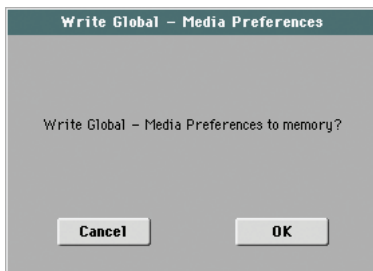 Write Global – Media Preferences
Write Global – Media Preferences to memory?
Cancel OK